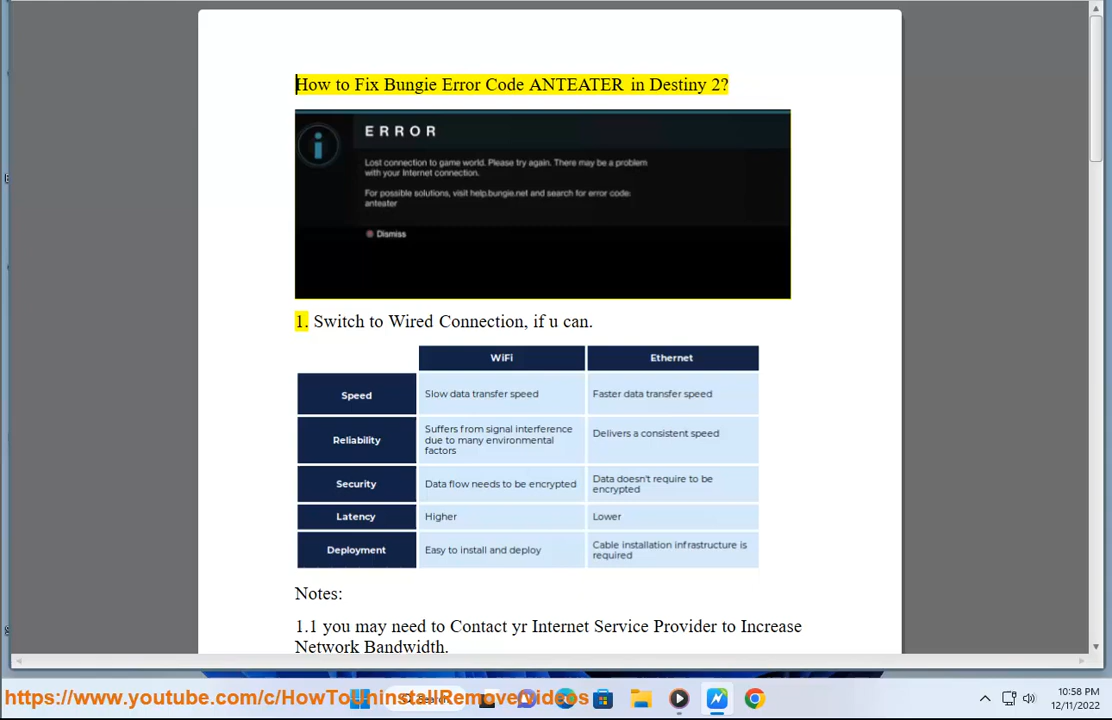 How to Fix Bungie Error Code ANTEATER in Destiny 2?
ERROR
Lost connection to game world. Please try again. There may be a problem
with your Internet connection.
For possible solutions, visit help.bungie.net and search for error code:
anteater
Dismiss
1. Switch to Wired Connection, if u can.
WiFi Ethernet
Speed Slow data transfer speed Faster data transfer speed
Reliability Suffers from signal interference due to many environmental factors Delivers a consistent speed
Security Data flow needs to be encrypted Data doesn't require to be encrypted
Latency Higher Lower
Deployment Easy to install and deploy Cable installation infrastructure is required
Notes:
1.1 you may need to Contact yr Internet Service Provider to Increase
Network Bandwidth.
https://www.youtube.com/c/HowToUninstallRemove/videos
10:58 PM
12/11/2022